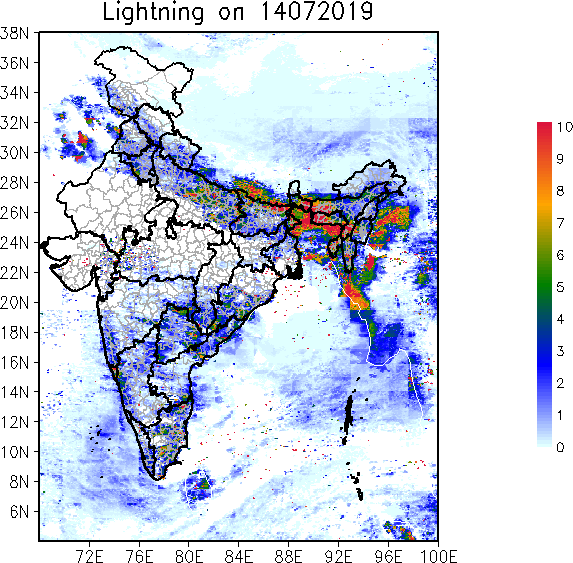 Lightning on 14072019
38N
36N
34N
32N
30N
28N
26N
24N
22N
20N
18N
16N
14N
12N
10N
8N
6N
72E 76E 80E 84E 88E 92E 96E 100E
10
9
8
7
6
5
4
3
2
1
0